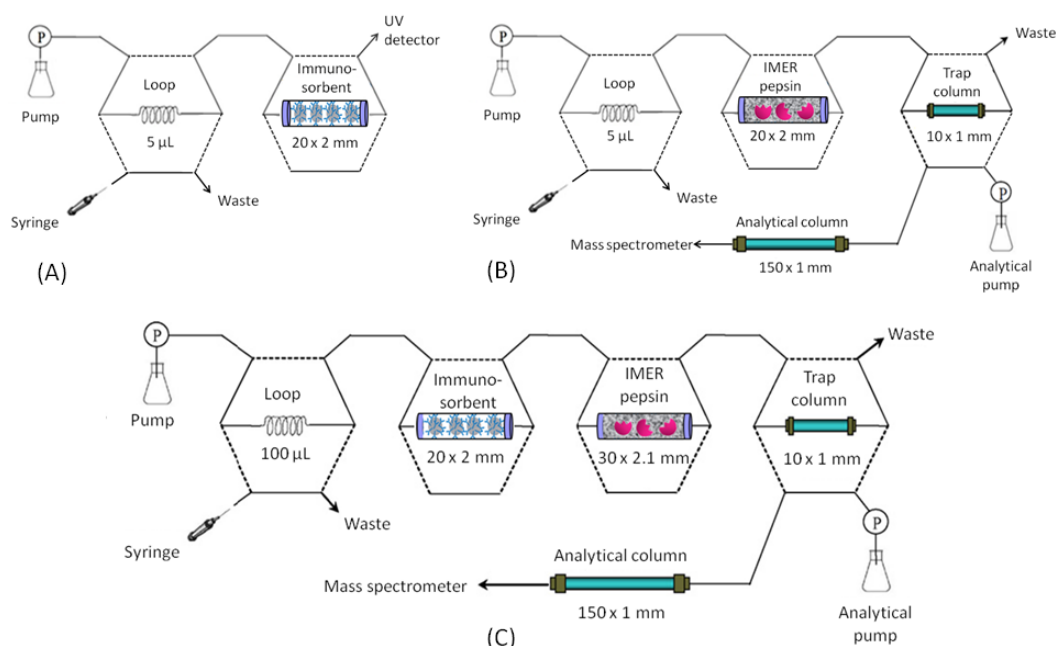 P
Pump
Loop
5 µL
Syringe
Waste
Immuno-
sorbent
20 x 2 mm
UV
detector
(A)
P
Pump
Loop
5 µL
Syringe
Waste
IMER
pepsin
20 x 2 mm
Waste
Trap
column
10 x 1 mm
P
Analytical
pump
Analytical column
Mass spectrometer
150 x 1 mm
(B)
P
Pump
Loop
100 µL
Syringe
Waste
Immuno-
sorbent
20 x 2 mm
IMER
pepsin
30 x 2.1 mm
Waste
Trap
column
10 x 1 mm
P
Analytical
pump
Analytical column
Mass spectrometer
150 x 1 mm
(C)